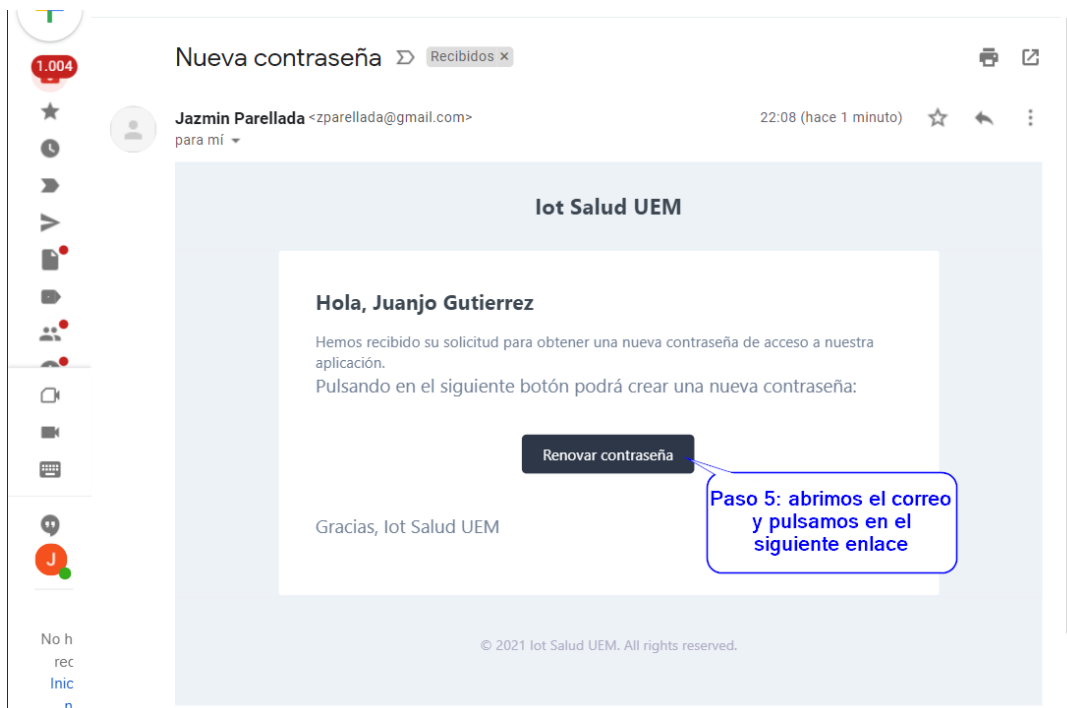 1.004
Nueva contraseña Recibidos ×
Jazmin Parellada <zparellada@gmail.com> 22:08 (hace 1 minuto)
para mí
Iot Salud UEM
Hola, Juanjo Gutierrez
Hemos recibido su solicitud para obtener una nueva contraseña de acceso a nuestra
aplicación.
Pulsando en el siguiente botón podrá crear una nueva contraseña:
Renovar contraseña
Paso 5: abrimos el correo
y pulsamos en el
siguiente enlace
Gracias, Iot Salud UEM
J
© 2021 Iot Salud UEM. All rights reserved.
No h
rec
Inic